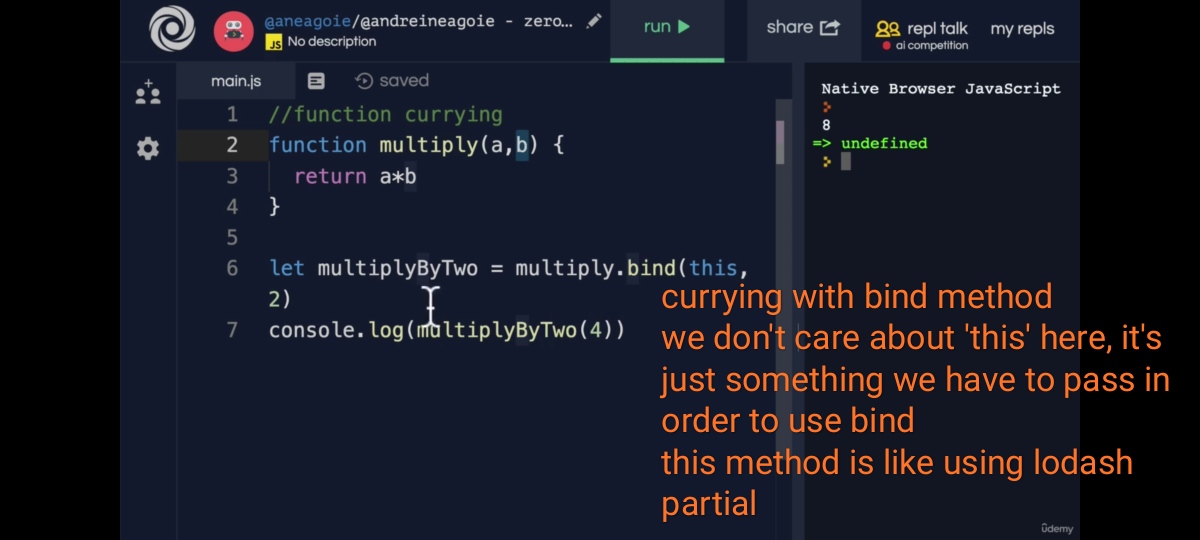 @aneagoie/@andreineagoie - zero...
JS No description
run
share
repl talk
ai competition
my repls
main.js
saved
1 //function currying
2 function multiply(a,b) {
3 return a*b
4 }
5
6 let multiplyByTwo = multiply.bind(this,
2)
7 console.log(multiplyByTwo(4))
Native Browser JavaScript
8
=> undefined
currying with bind method
we don't care about 'this' here, it's
just something we have to pass in
order to use bind
this method is like using lodash
partial
ûdemy